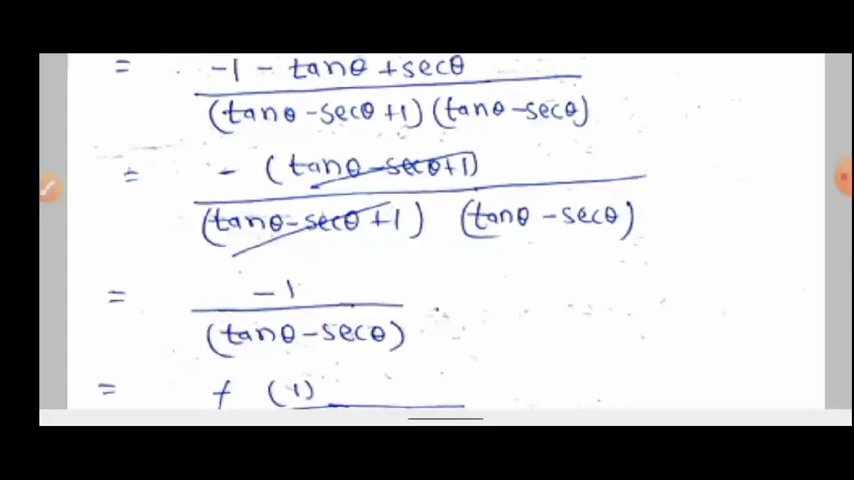 = -1 - tanθ + secθ
(tanθ - secθ + 1) (tanθ - secθ)
= - (tanθ - secθ + 1)
(tanθ - secθ + 1) (tanθ - secθ)
= -1
(tanθ - secθ)
= + (1)